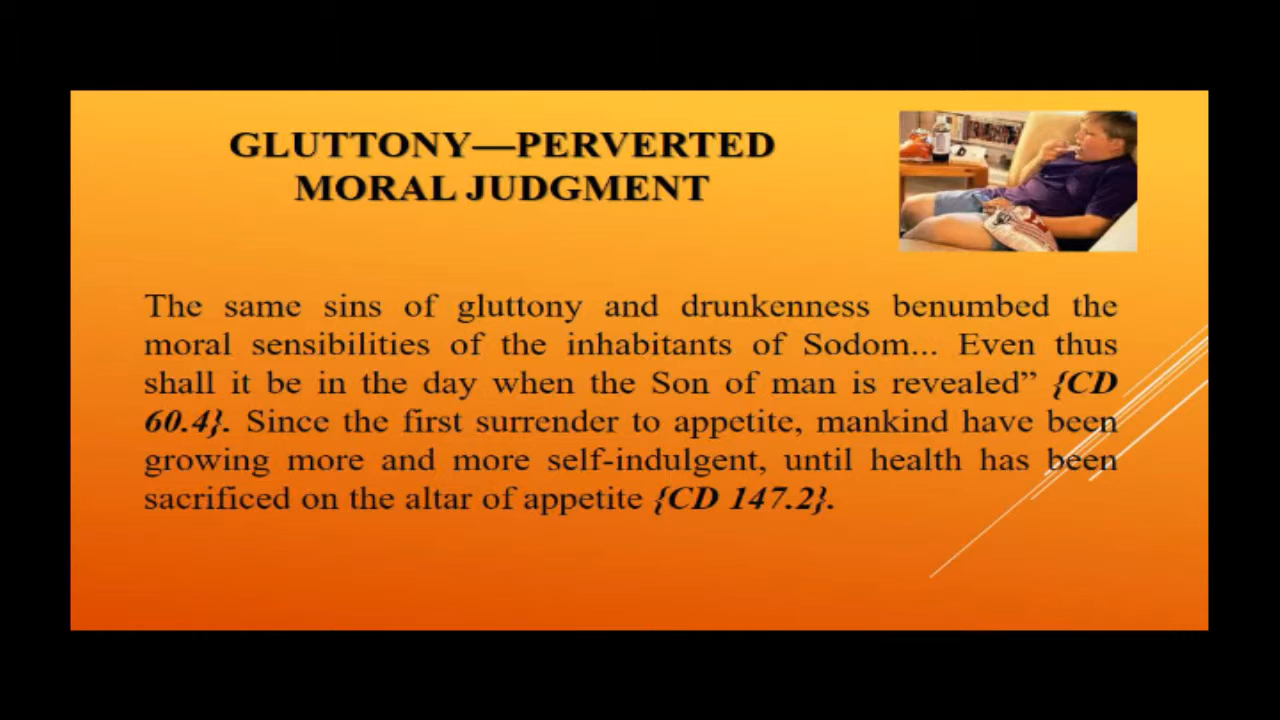 GLUTTONY—PERVERTED
MORAL JUDGMENT
The same sins of gluttony and drunkenness benumbed the
moral sensibilities of the inhabitants of Sodom... Even thus
shall it be in the day when the Son of man is revealed” {CD
60.4}. Since the first surrender to appetite, mankind have been
growing more and more self-indulgent, until health has been
sacrificed on the altar of appetite {CD 147.2}.